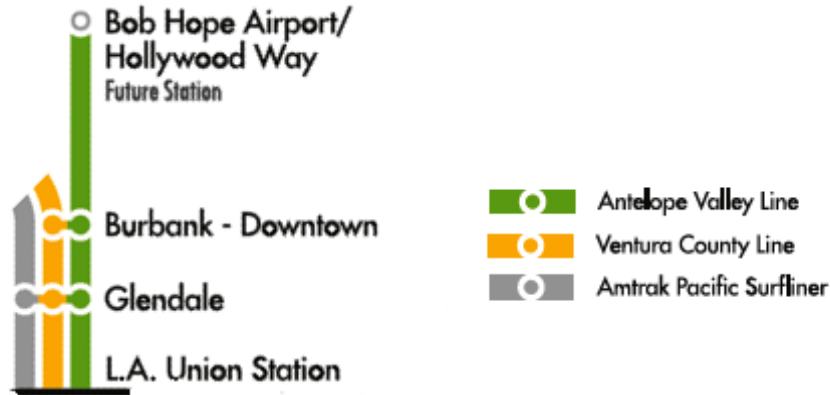 Bob Hope Airport/
Hollywood Way
Future Station
Burbank - Downtown
Glendale
L.A. Union Station
Antelope Valley Line
Ventura County Line
Amtrak Pacific Surfliner